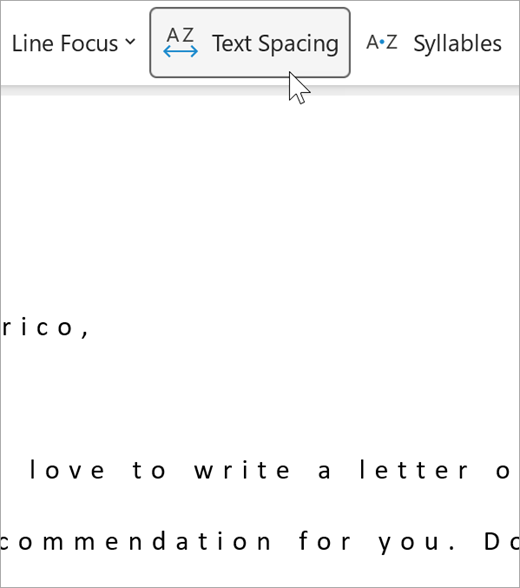 Line Focus AZ Text Spacing A·Z Syllables
rico,
love to write a letter o
commendation for you. Do